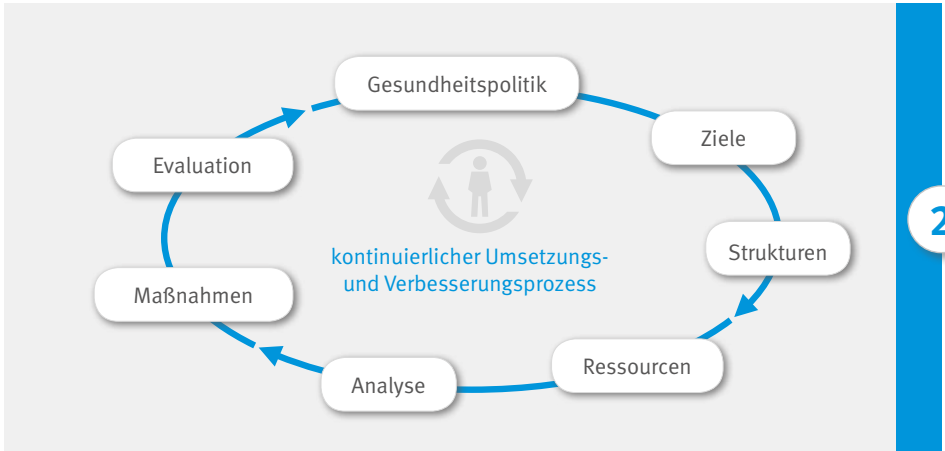 Gesundheitspolitik
Ziele
Evaluation
2
Strukturen
kontinuierlicher Umsetzungs-
und Verbesserungsprozess
Maßnahmen
Ressourcen
Analyse